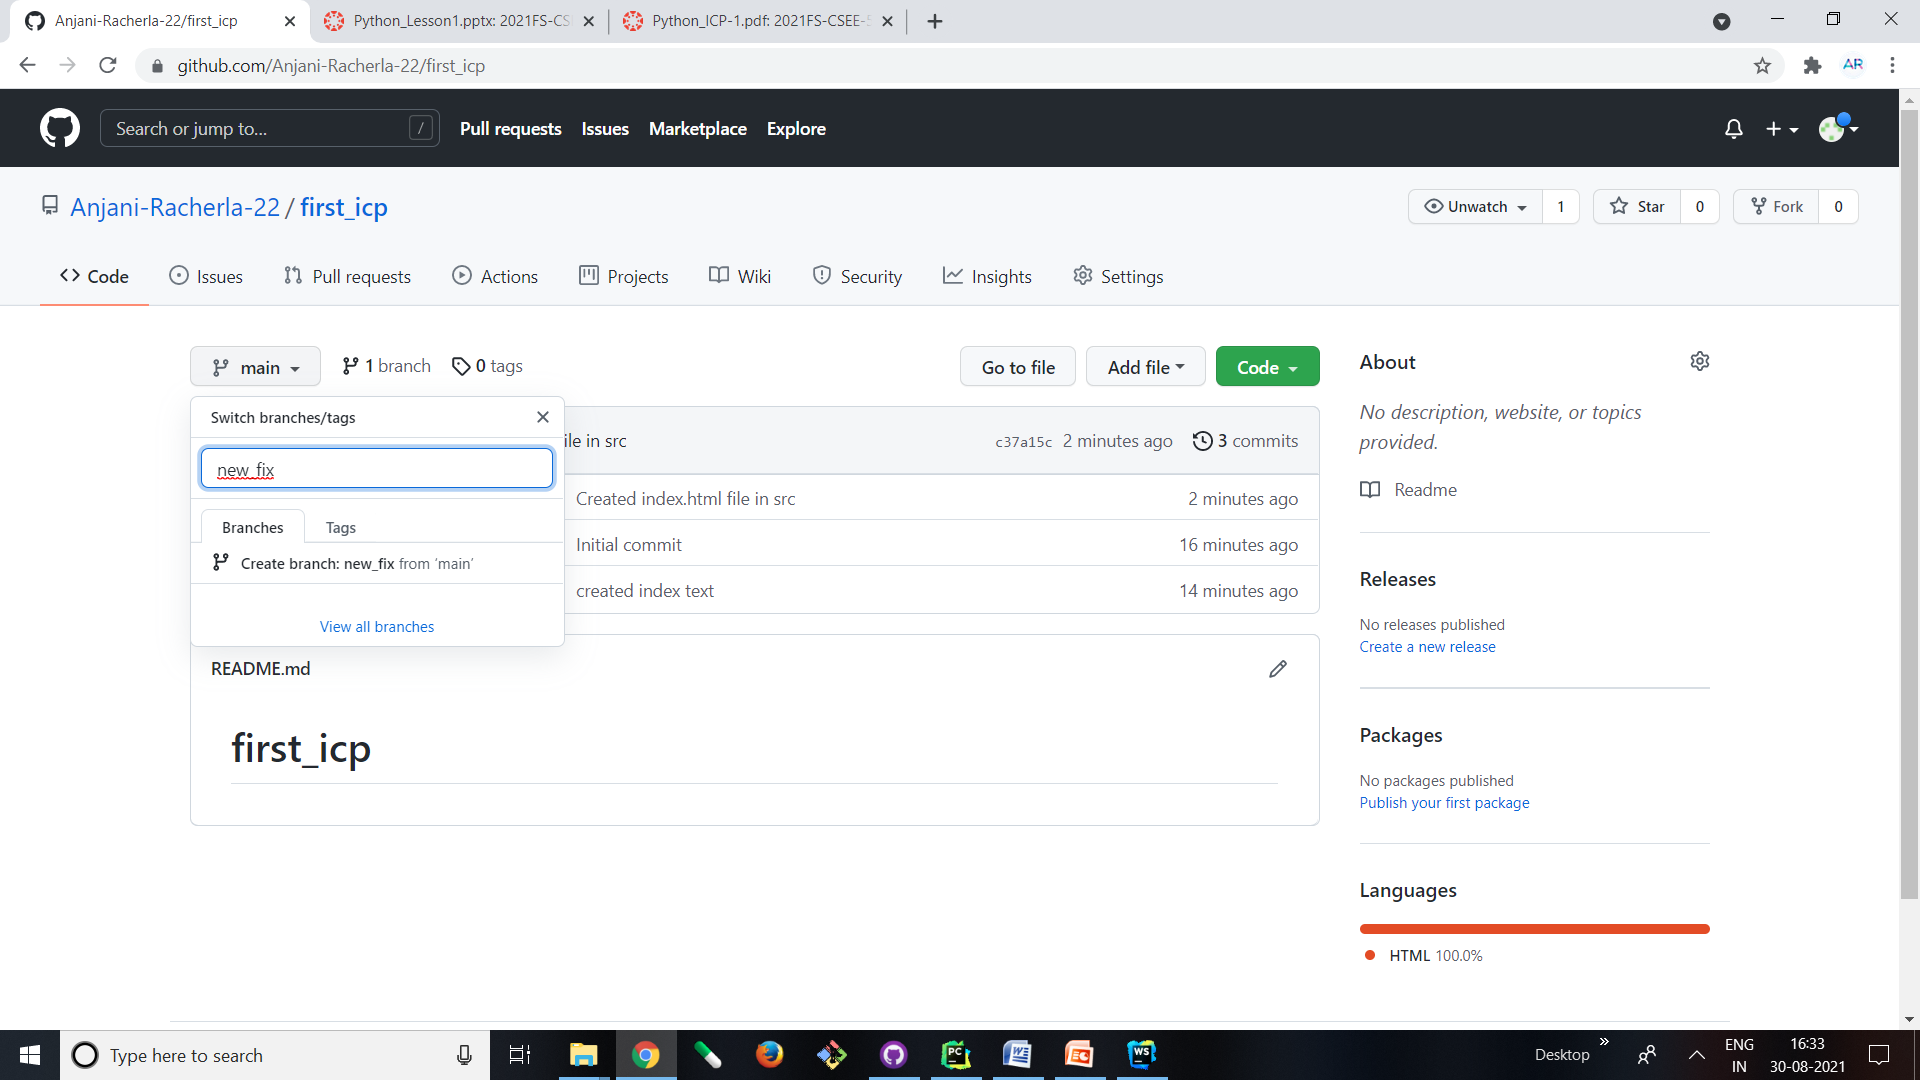 Anjani-Racherla-22/first_icp
Python_Lesson1.pptx: 2021FS-CS
Python_ICP-1.pdf: 2021FS-CSEE-5
github.com/Anjani-Racherla-22/first_icp
AR
Search or jump to... /
Pull requests Issues Marketplace Explore
Anjani-Racherla-22 / first_icp
Unwatch 1 Star 0 Fork 0
Code Issues Pull requests Actions Projects Wiki Security Insights Settings
main 1 branch 0 tags
Go to file Add file Code
Switch branches/tags
new_fix
Branches Tags
Create branch: new_fix from ‘main’
View all branches
ile in src c37a15c 2 minutes ago 3 commits
Created index.html file in src 2 minutes ago
Initial commit 16 minutes ago
created index text 14 minutes ago
README.md
first_icp
About
No description, website, or topics
provided.
Readme
Releases
No releases published
Create a new release
Packages
No packages published
Publish your first package
Languages
HTML 100.0%
Type here to search
PC
WS
Desktop
ENG
IN
16:33
30-08-2021